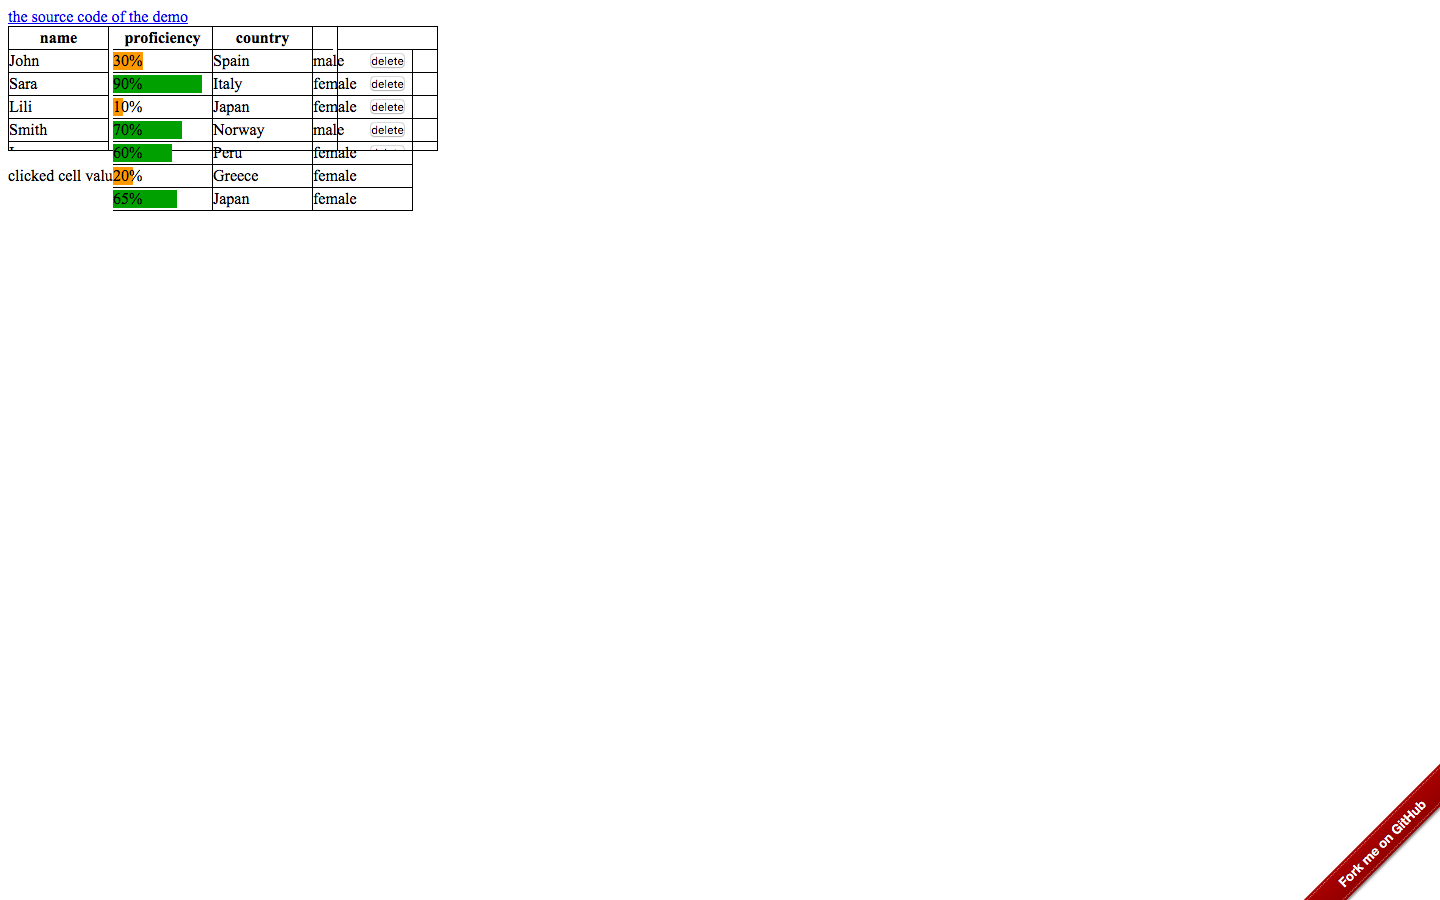 the source code of the demo
name proficiency country
John 30% Spain male delete
Sara 90% Italy female delete
Lili 10% Japan female delete
Smith 70% Norway male delete
60% Peru female
clicked cell valu 20% Greece female
65% Japan female
Fork me on GitHub